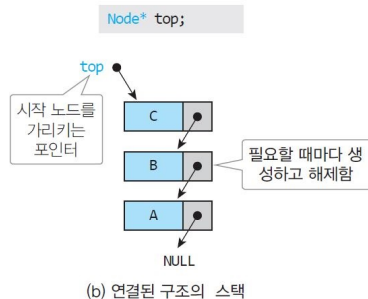 Node* top;
top
시작 노드를
가리키는
포인터
C
B
필요할 때마다 생
성하고 해제함
A
NULL
(b) 연결된 구조의 스택